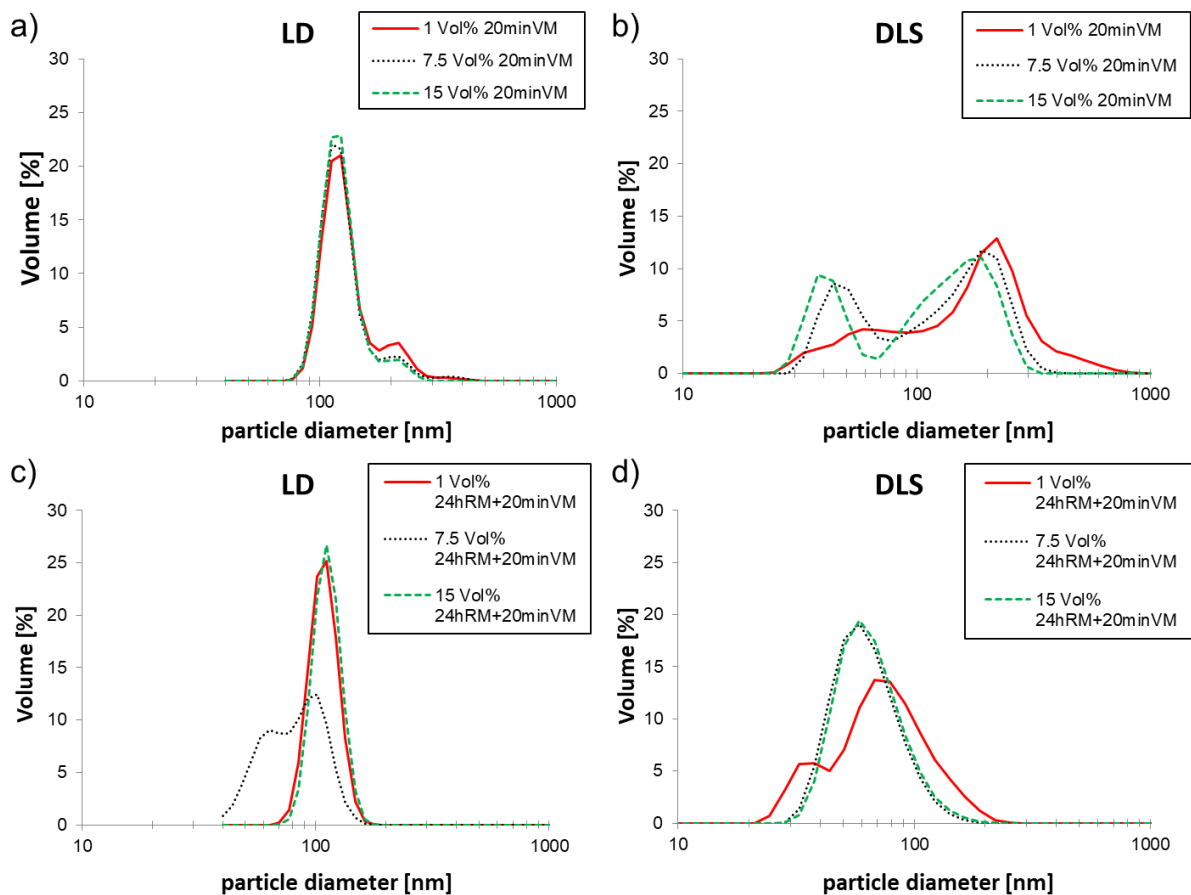 a)
LD
1 Vol% 20minVM
7.5 Vol% 20minVM
15 Vol% 20minVM
Volume [%]
30
25
20
15
10
5
0
10
100
1000
particle diameter [nm]
b)
DLS
1 Vol% 20minVM
7.5 Vol% 20minVM
15 Vol% 20minVM
Volume [%]
30
25
20
15
10
5
0
10
100
1000
particle diameter [nm]
c)
LD
1 Vol%
24hRM+20minVM
7.5 Vol%
24hRM+20minVM
15 Vol%
24hRM+20minVM
Volume [%]
30
25
20
15
10
5
0
10
100
1000
particle diameter [nm]
d)
DLS
1 Vol%
24hRM+20minVM
7.5 Vol%
24hRM+20minVM
15 Vol%
24hRM+20minVM
Volume [%]
30
25
20
15
10
5
0
10
100
1000
particle diameter [nm]